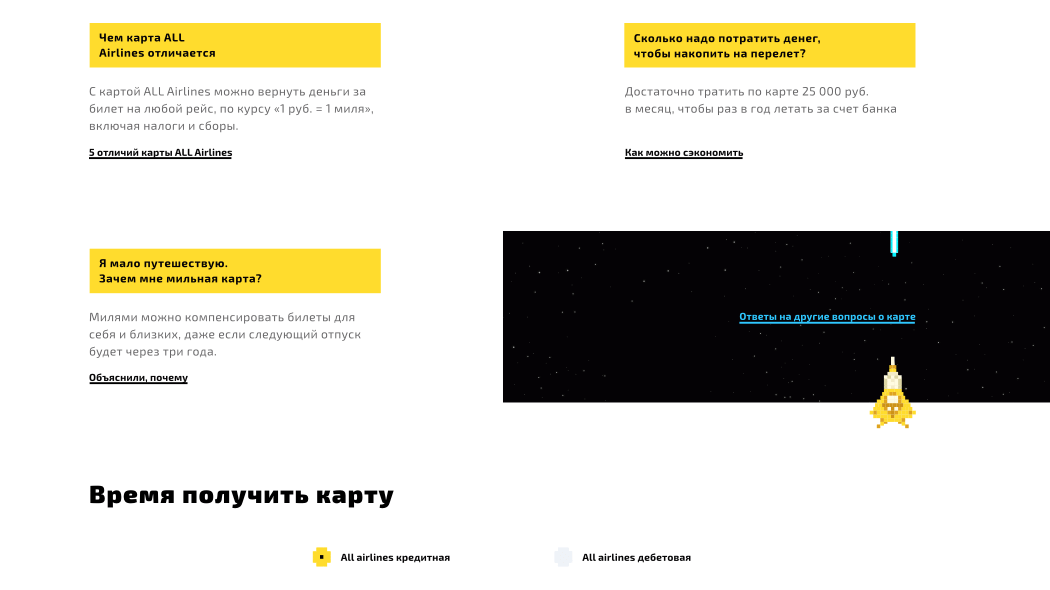 Чем карта ALL
Airlines отличается
С картой ALL Airlines можно вернуть деньги за
билет на любой рейс, по курсу «1 руб. = 1 миля»,
включая налоги и сборы.
5 отличий карты ALL Airlines
Сколько надо потратить денег,
чтобы накопить на перелет?
Достаточно тратить по карте 25 000 руб.
в месяц, чтобы раз в год летать за счет банка
Как можно сэкономить
Я мало путешествую.
Зачем мне мильная карта?
Милями можно компенсировать билеты для
себя и близких, даже если следующий отпуск
будет через три года.
Объяснили, почему
Ответы на другие вопросы о карте
Время получить карту
All airlines кредитная
All airlines дебетовая